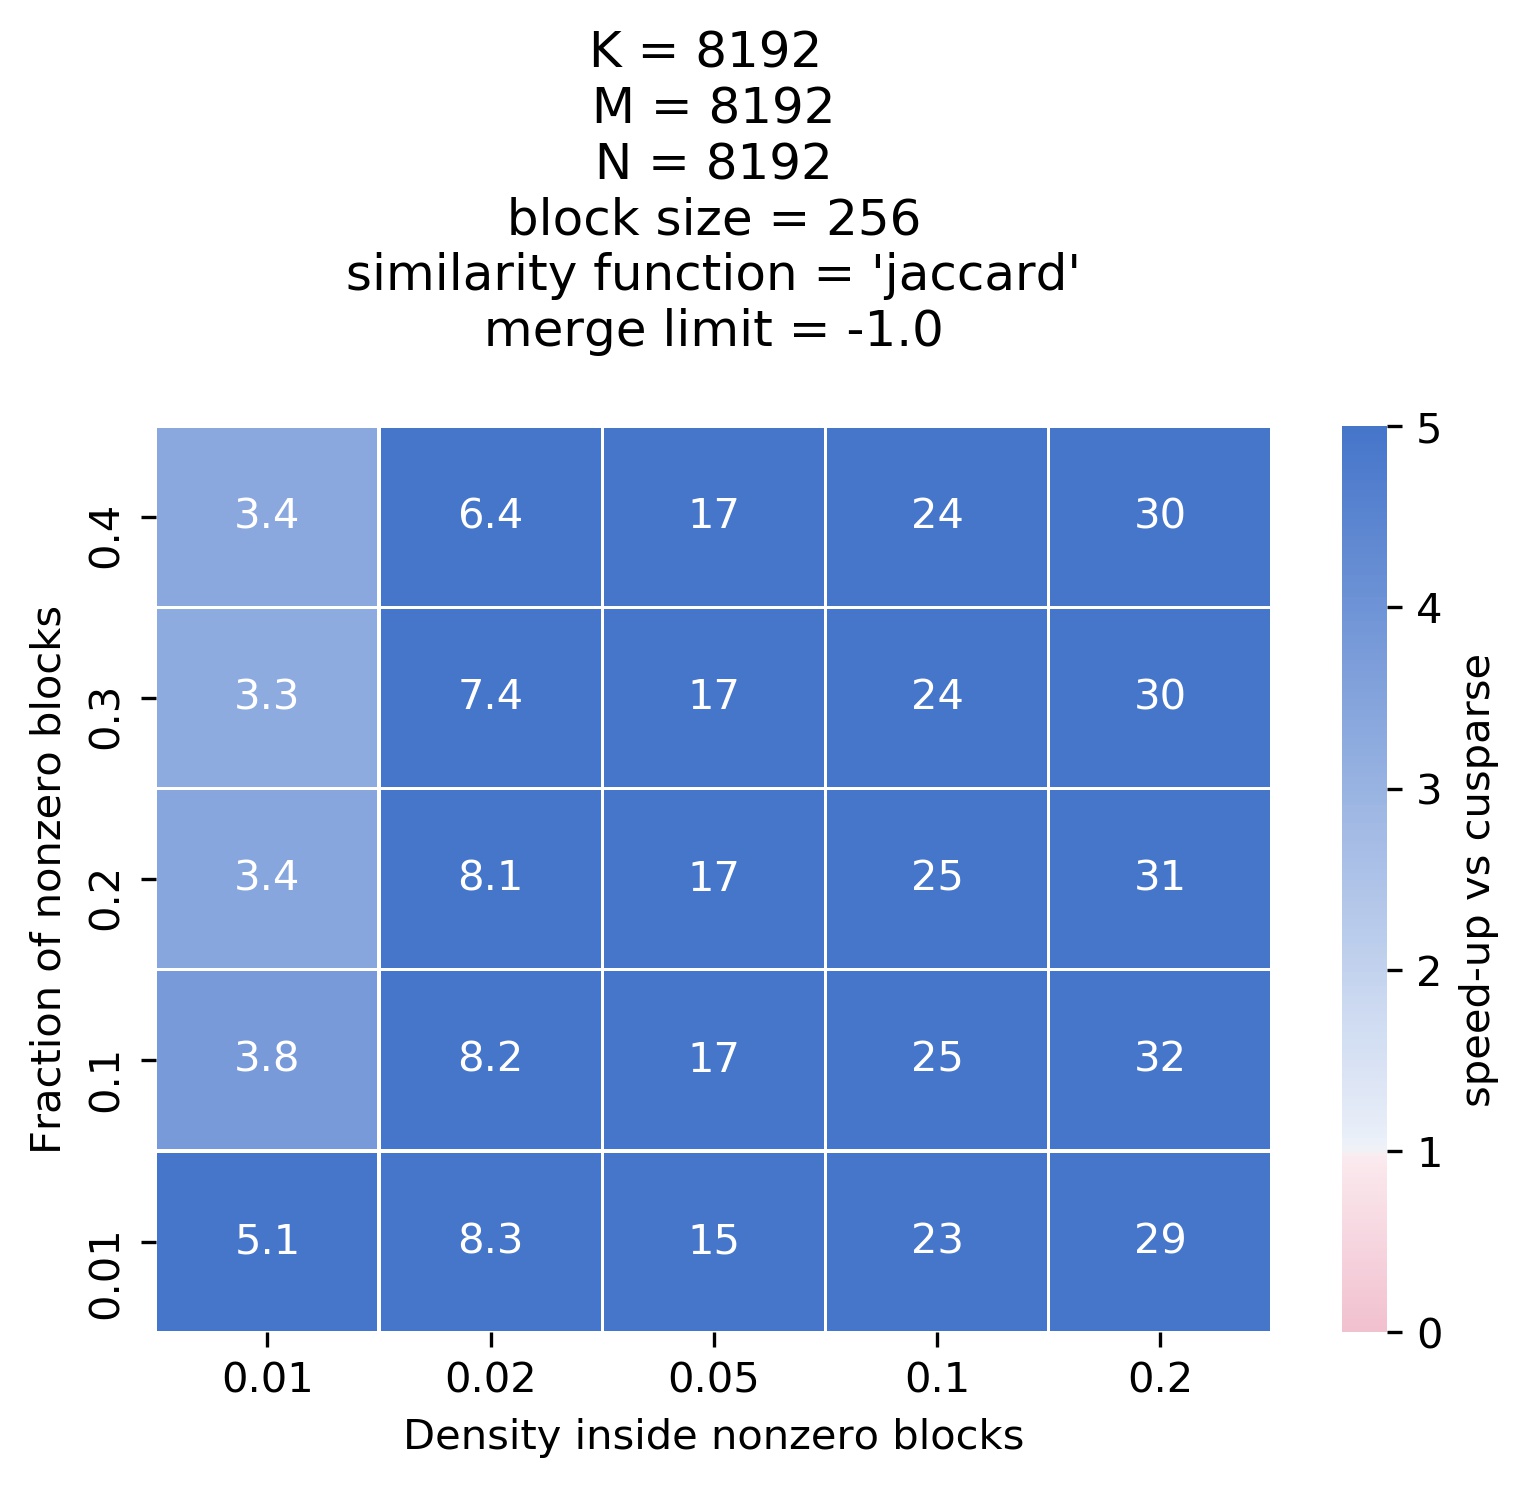 K = 8192
M = 8192
N = 8192
block size = 256
similarity function = 'jaccard'
merge limit = -1.0
Fraction of nonzero blocks
0.4
3.4 6.4 17 24 30
0.3
3.3 7.4 17 24 30
0.2
3.4 8.1 17 25 31
0.1
3.8 8.2 17 25 32
0.01
5.1 8.3 15 23 29
0.01 0.02 0.05 0.1 0.2
Density inside nonzero blocks
5
4
3
2
1
0
speed-up vs cusparse